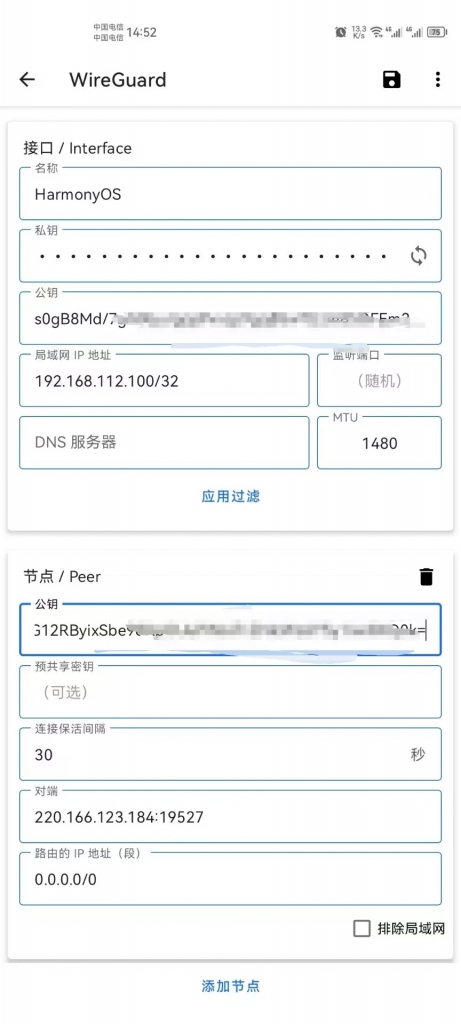 中国电信
中国电信 14:52 13.3 K/s 4G 4G 75
WireGuard
接口 / Interface
名称
HarmonyOS
私钥
公钥
s0gB8Md/7
局域网 IP 地址
192.168.112.100/32
监听端口
（随机）
DNS 服务器
MTU
1480
应用过滤
节点 / Peer
公钥
G12RByixSbe9
预共享密钥
（可选）
连接保活间隔
30 秒
对端
220.166.123.184:19527
路由的 IP 地址（段）
0.0.0.0/0
排除局域网
添加节点